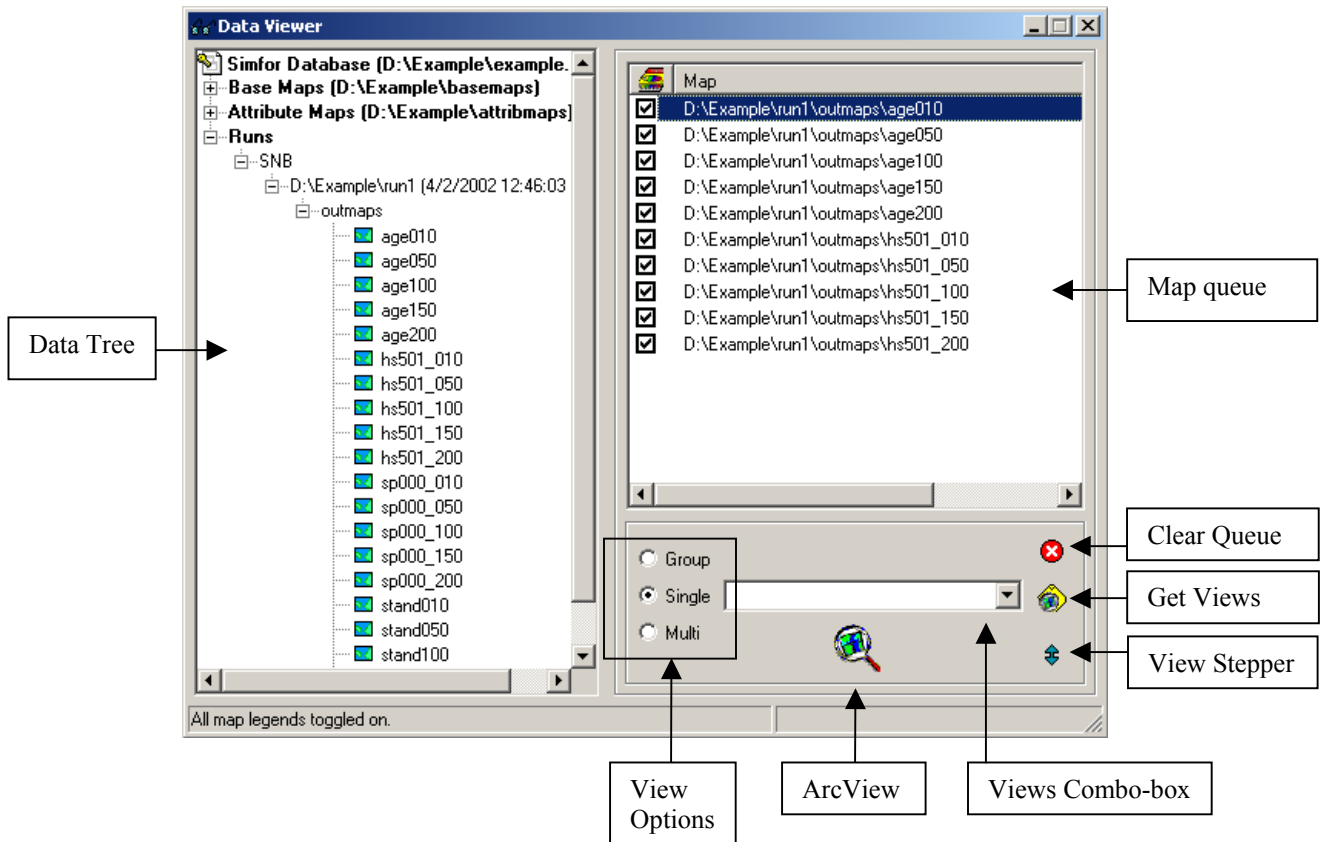 Data Viewer
Simfor Database (D:\Example\example.
Base Maps (D:\Example\basemaps)
Attribute Maps (D:\Example\attribmaps)
Runs
SNB
D:\Example\run1 (4/2/2002 12:46:03
outmaps
age010
age050
age100
age150
age200
hs501_010
hs501_050
hs501_100
hs501_150
hs501_200
sp000_010
sp000_050
sp000_100
sp000_150
sp000_200
stand010
stand050
stand100
Map
D:\Example\run1\outmaps\age010
D:\Example\run1\outmaps\age050
D:\Example\run1\outmaps\age100
D:\Example\run1\outmaps\age150
D:\Example\run1\outmaps\age200
D:\Example\run1\outmaps\hs501_010
D:\Example\run1\outmaps\hs501_050
D:\Example\run1\outmaps\hs501_100
D:\Example\run1\outmaps\hs501_150
D:\Example\run1\outmaps\hs501_200
Group
Single
Multi
All map legends toggled on.
Data Tree
Map queue
Clear Queue
Get Views
View Stepper
View
Options
ArcView
Views Combo-box